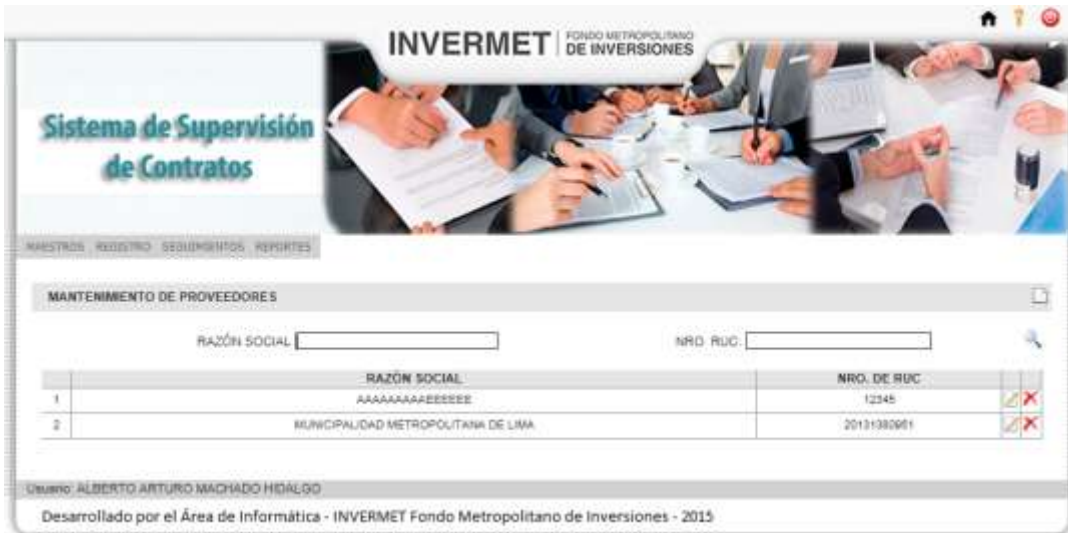 INVERMET FONDO METROPOLITANO
DE INVERSIONES
Sistema de Supervisión
de Contratos
MAESTROS REGISTRO SEGUIMIENTOS REPORTES
MANTENIMIENTO DE PROVEEDORES
RAZÓN SOCIAL NRO. RUC.
RAZÓN SOCIAL NRO. DE RUC
1 AAAAAAAAAEEEEEE 12345
2 MUNICIPALIDAD METROPOLITANA DE LIMA
Usuario: ALBERTO ARTURO MACHADO HIDALGO
Desarrollado por el Área de Informática - INVERMET Fondo Metropolitano de Inversiones - 2015